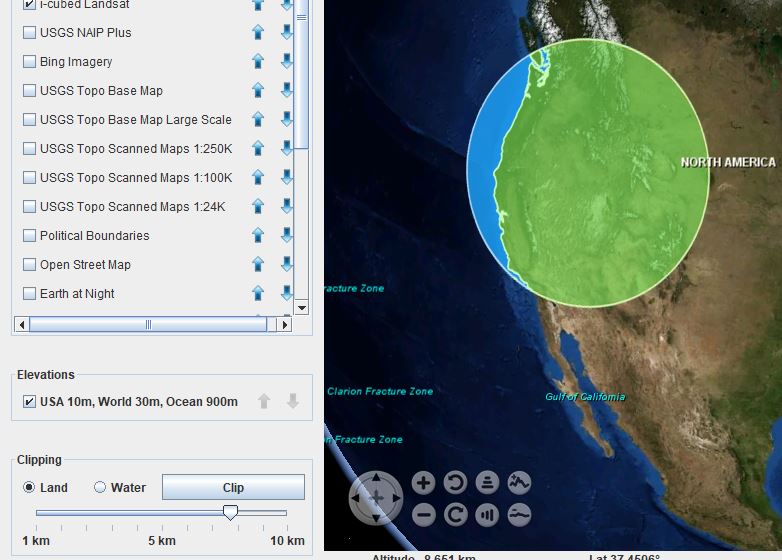 i-cubed Landsat
USGS NAIP Plus
Bing Imagery
USGS Topo Base Map
USGS Topo Base Map Large Scale
USGS Topo Scanned Maps 1:250K
USGS Topo Scanned Maps 1:100K
USGS Topo Scanned Maps 1:24K
Political Boundaries
Open Street Map
Earth at Night
Elevations
USA 10m, World 30m, Ocean 900m
Clipping
Land
Water
Clip
1 km
5 km
10 km
NORTH AMERICA
racture Zone
Clarion Fracture Zone
Gulf of California
n Fracture Zone
Altitude 8,651 km
Lat 37.4506°